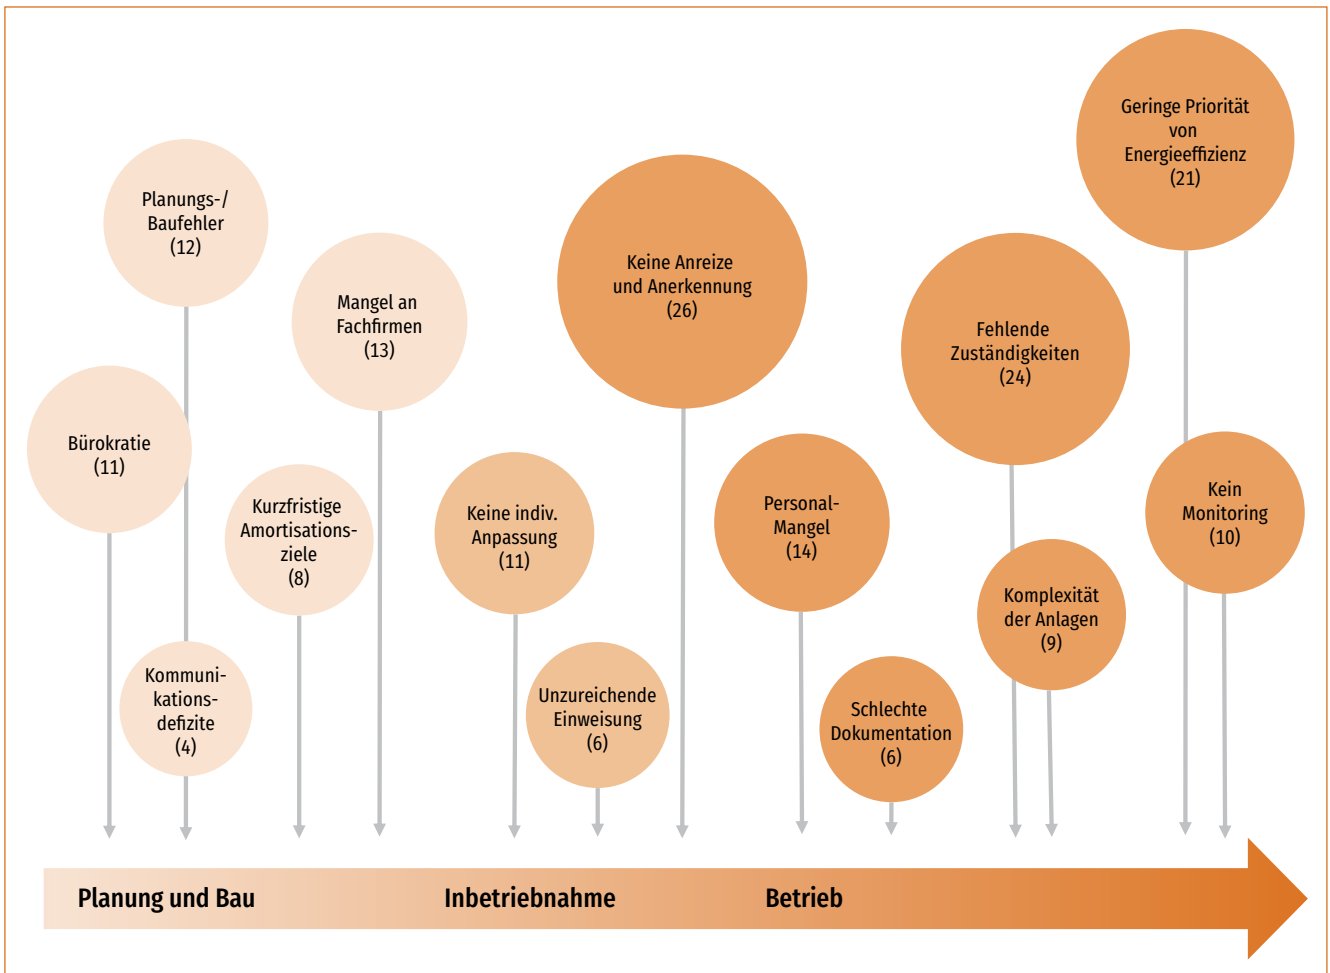 Geringe Priorität
von
Energieeffizienz
(21)
Planungs-/
Baufehler
(12)
Keine Anreize
und Anerkennung
(26)
Mangel an
Fachfirmen
(13)
Fehlende
Zuständigkeiten
(24)
Bürokratie
(11)
Kurzfristige
Amortisations-
ziele
(8)
Keine indiv.
Anpassung
(11)
Personal-
Mangel
(14)
Kein
Monitoring
(10)
Komplexität
der Anlagen
(9)
Kommuni-
kations-
defizite
(4)
Unzureichende
Einweisung
(6)
Schlechte
Dokumentation
(6)
Planung und Bau
Inbetriebnahme
Betrieb